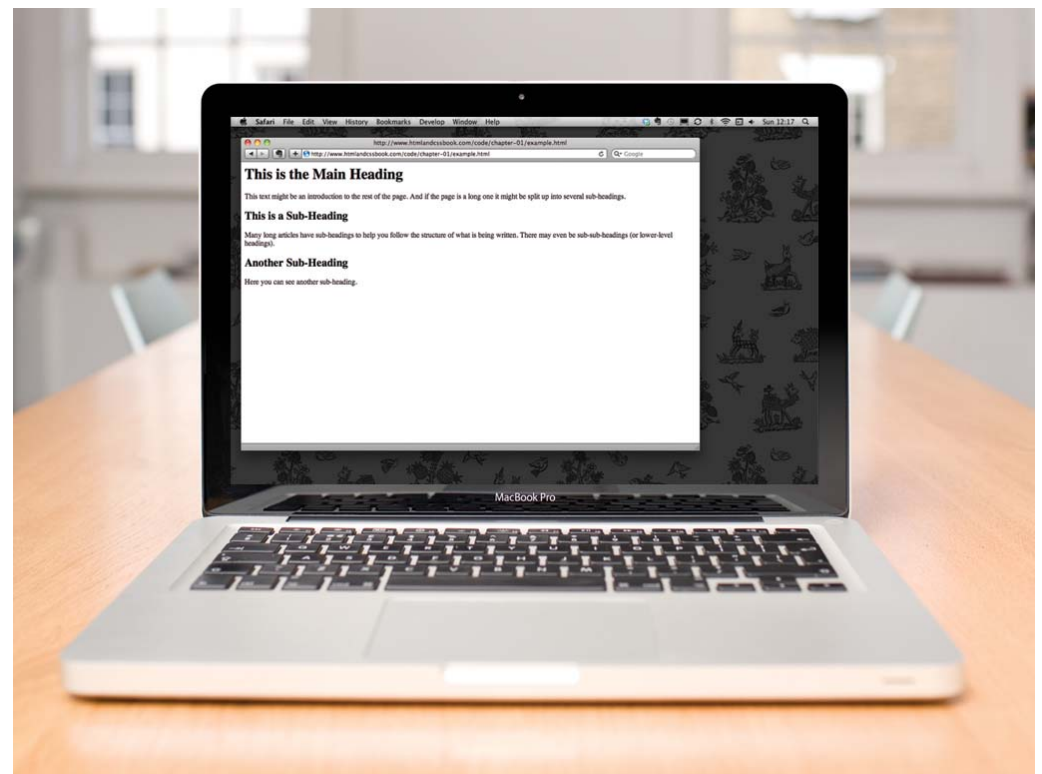 Safari File Edit View History Bookmarks Develop Window Help Sun 12:17
http://www.htmlandcssbook.com/code/chapter-01/example.html
http://www.htmlandcssbook.com/code/chapter-01/example.html Google
This is the Main Heading
This text might be an introduction to the rest of the page. And if the page is a long one it might be split up into several sub-headings.
This is a Sub-Heading
Many long articles have sub-headings to help you follow the structure of what is being written. There may even be sub-sub-headings (or lower-level
headings).
Another Sub-Heading
Here you can see another sub-heading.
MacBook Pro
Q W E R T Y U I O P
G H J K L
V B N M